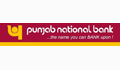 punjab national bank
...the name you can BANK upon !